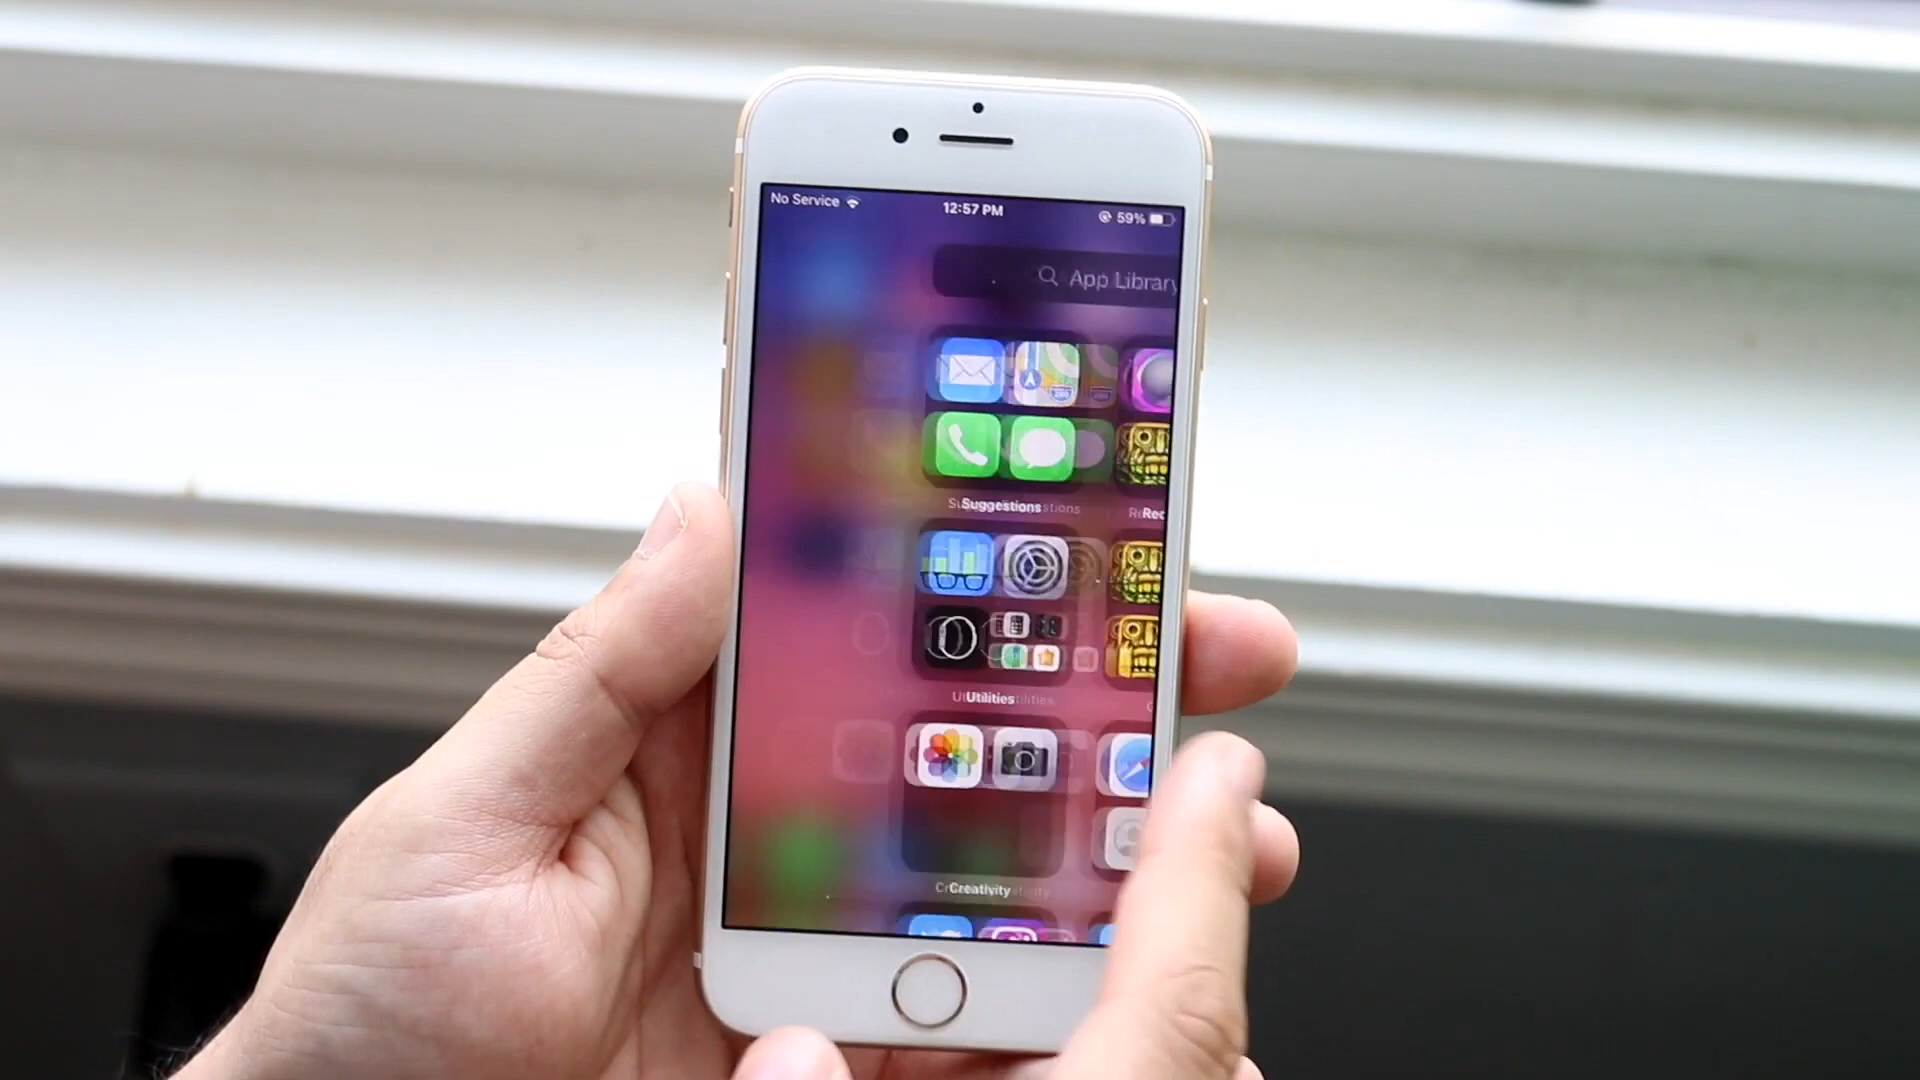 No Service
12:57 PM
59%
App Library
Suggestions
Utilities
Creativity